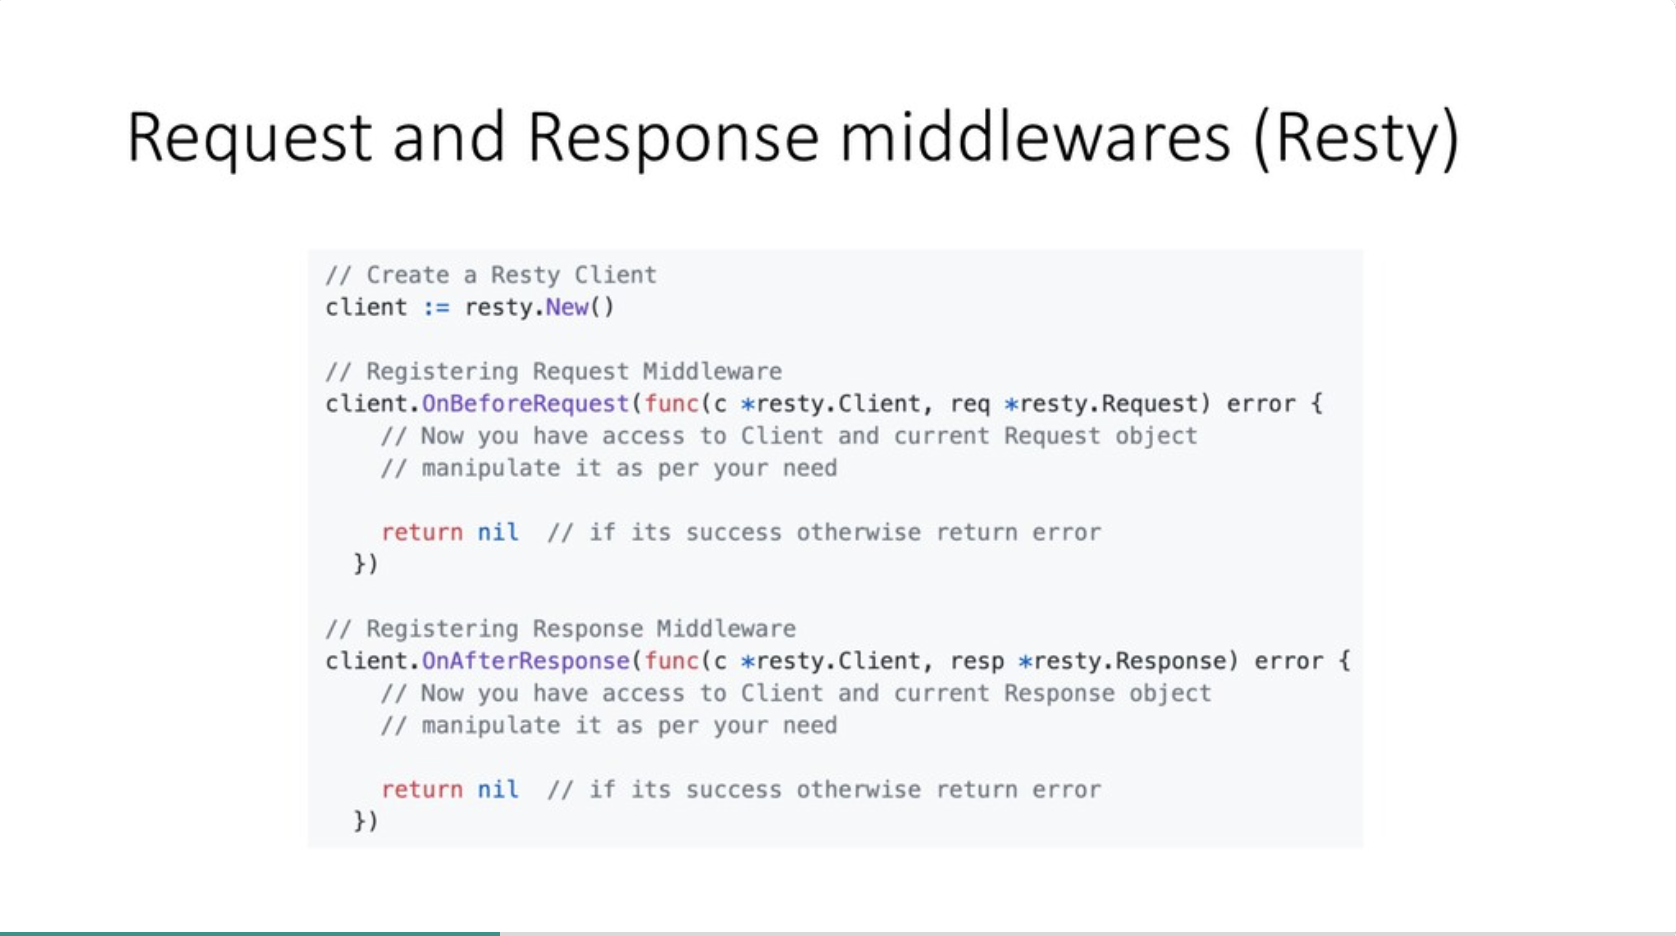 Request and Response middlewares (Resty)
// Create a Resty Client
client := resty.New()
// Registering Request Middleware
client.OnBeforeRequest(func(c *resty.Client, req *resty.Request) error {
// Now you have access to Client and current Request object
// manipulate it as per your need
return nil  // if its success otherwise return error
})
// Registering Response Middleware
client.OnAfterResponse(func(c *resty.Client, resp *resty.Response) error {
// Now you have access to Client and current Response object
// manipulate it as per your need
return nil  // if its success otherwise return error
})